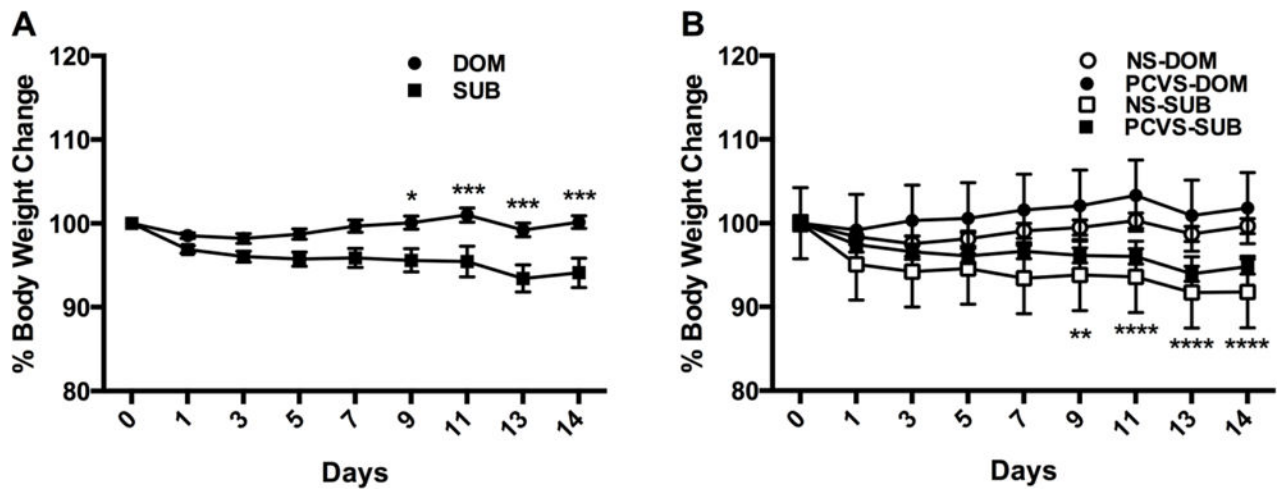 A
% Body Weight Change
120
110
100
90
80
DOM
SUB
*
***
***
***
0 1 3 5 7 9 11 13 14
Days
B
% Body Weight Change
120
110
100
90
80
NS-DOM
PCVS-DOM
NS-SUB
PCVS-SUB
**
****
****
****
0 1 3 5 7 9 11 13 14
Days